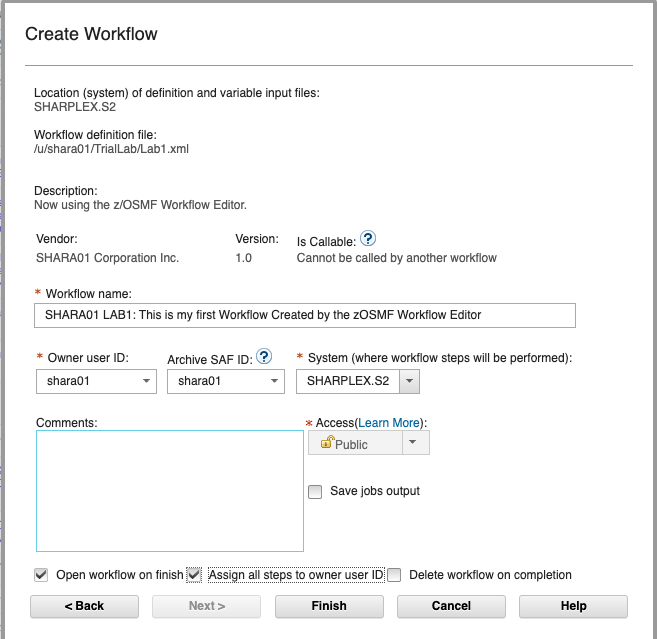 Create Workflow
Location (system) of definition and variable input files:
SHARPLEX.S2
Workflow definition file:
/u/shara01/TrialLab/Lab1.xml
Description:
Now using the z/OSMF Workflow Editor.
Vendor: Version: Is Callable: ?
SHARA01 Corporation Inc. 1.0 Cannot be called by another workflow
* Workflow name:
SHARA01 LAB1: This is my first Workflow Created by the zOSMF Workflow Editor
* Owner user ID: Archive SAF ID: ? * System (where workflow steps will be performed):
shara01 shara01 SHARPLEX.S2
Comments: * Access(Learn More):
Public
Save jobs output
Open workflow on finish Assign all steps to owner user ID Delete workflow on completion
< Back Next > Finish Cancel Help